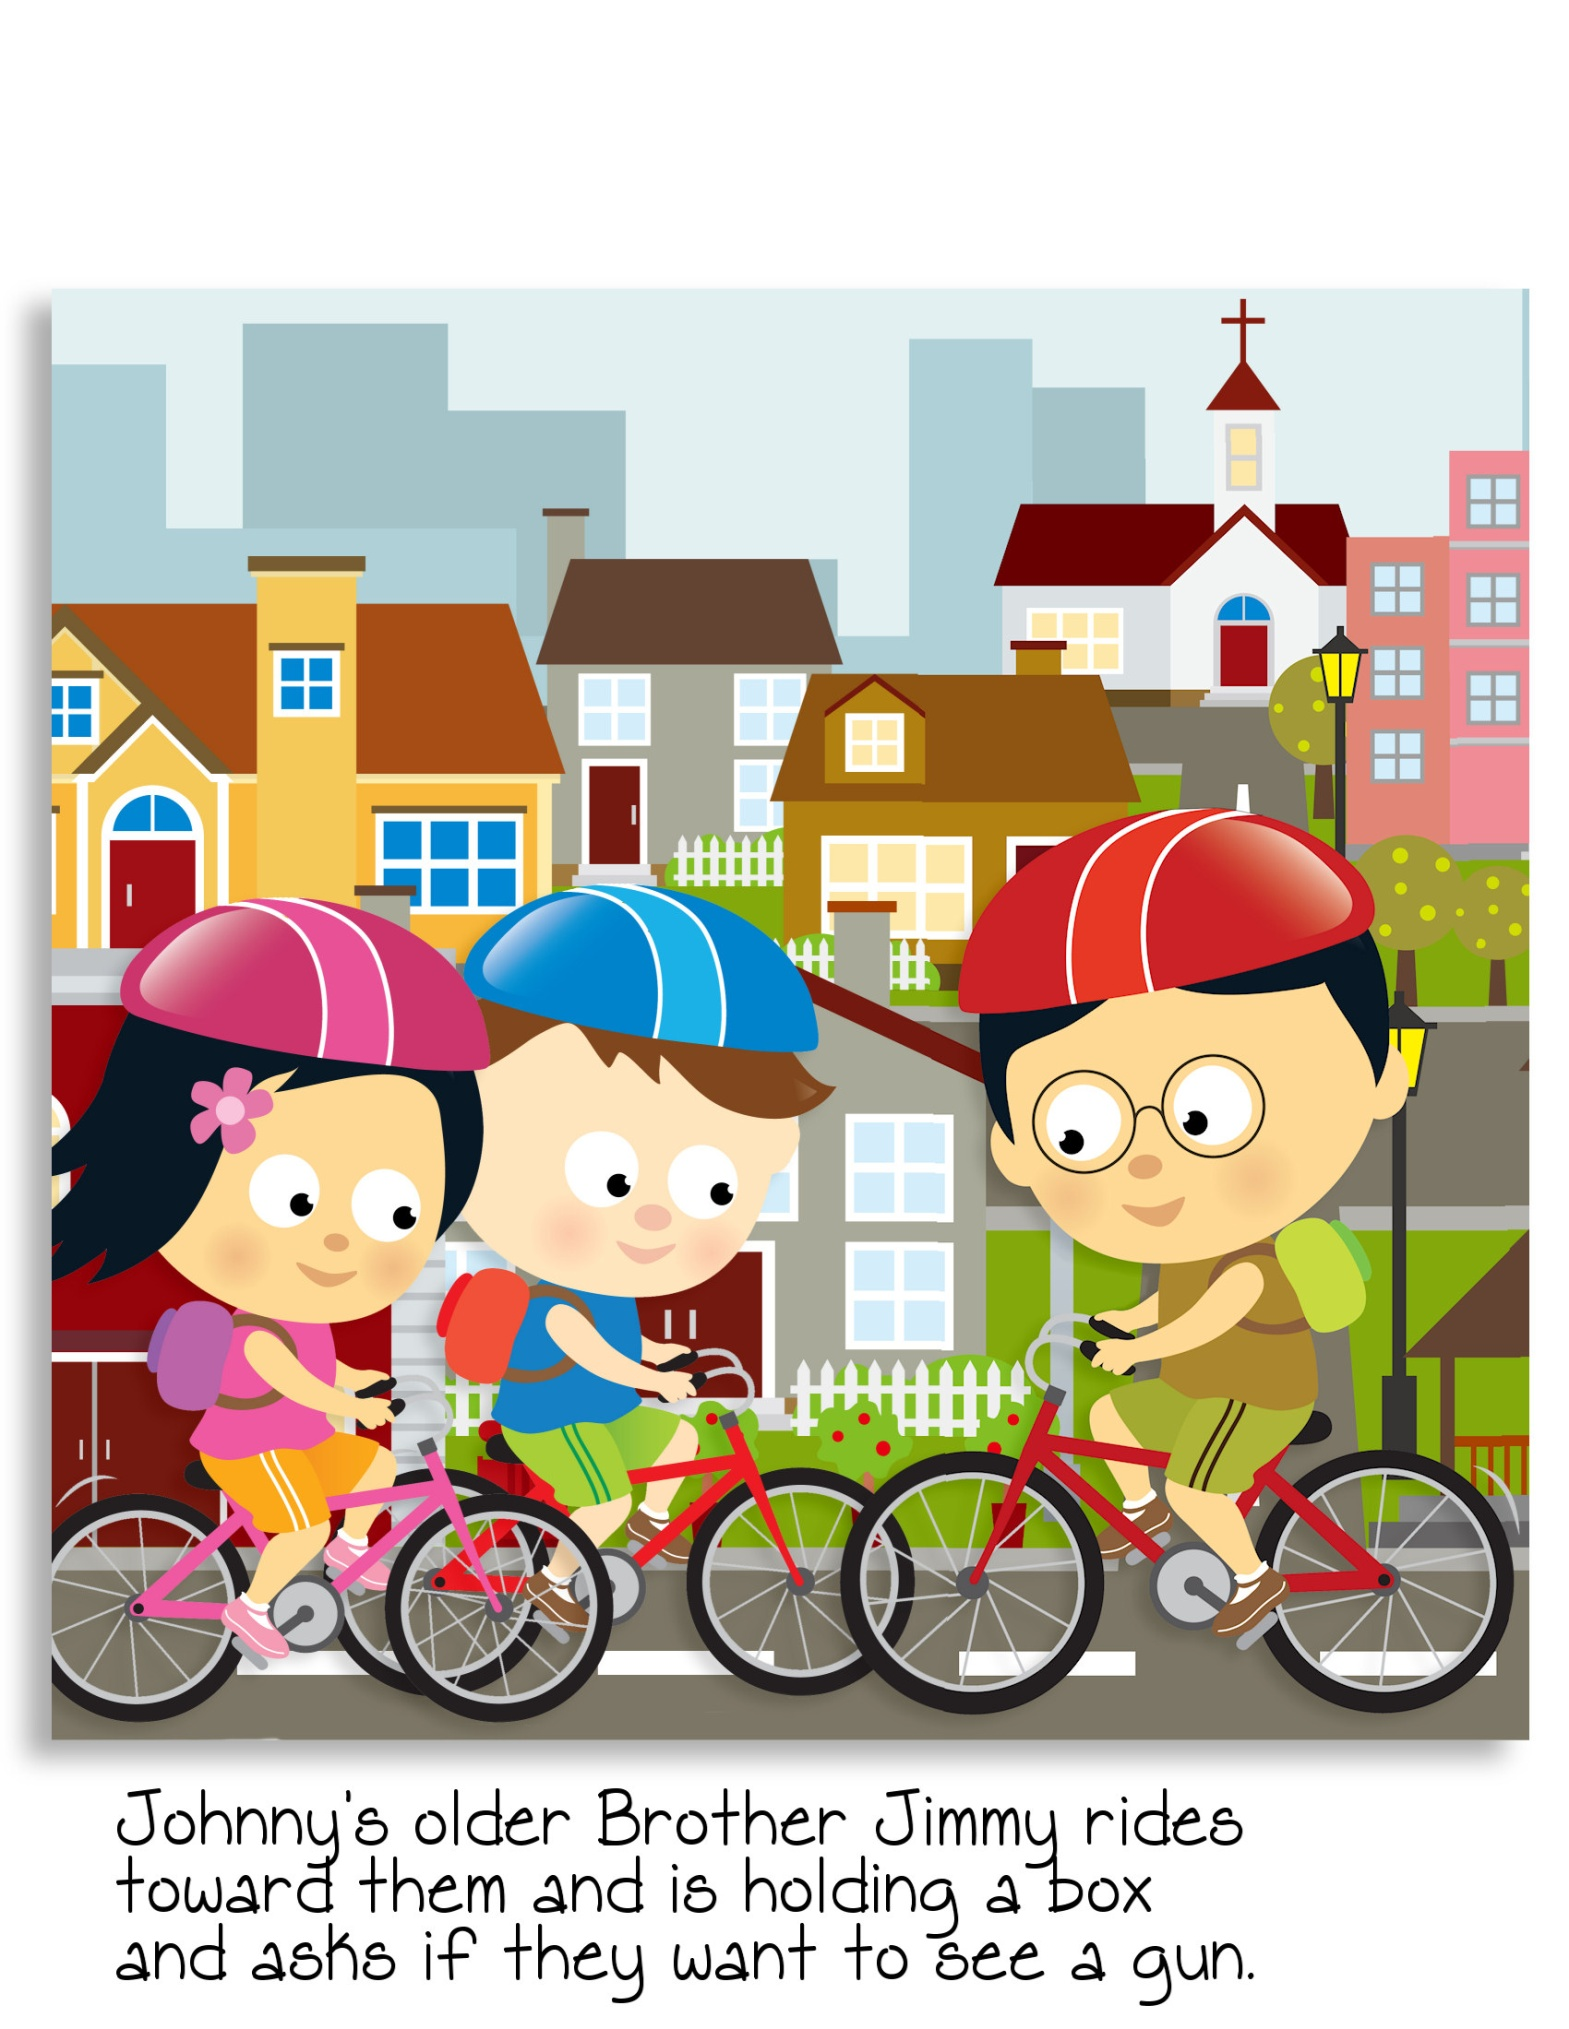 Johnny's older Brother Jimmy rides
toward them and is holding a box
and asks if they want to see a gun.